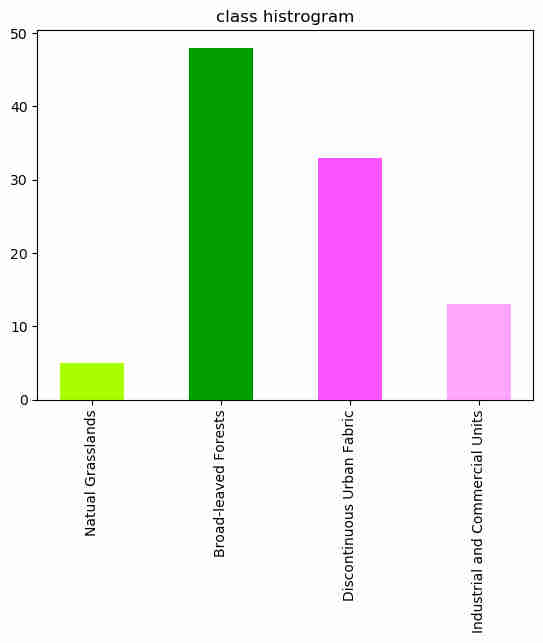 class histrogram
50
40
30
20
10
0
Natual Grasslands
Broad-leaved Forests
Discontinuous Urban Fabric
Industrial and Commercial Units